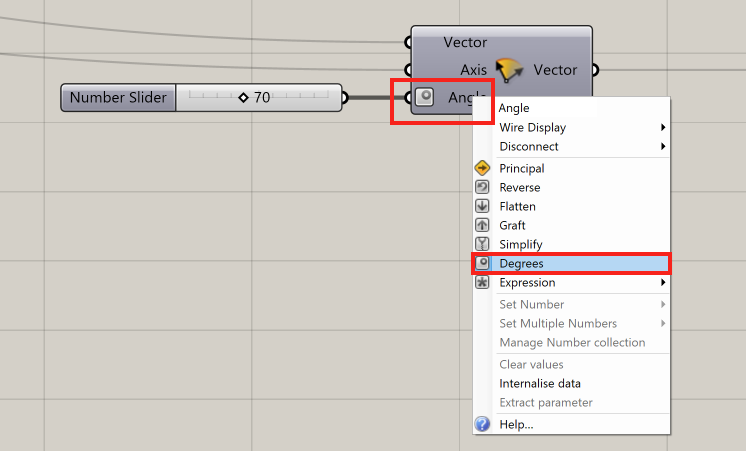 Vector
Axis
Vector
Number Slider
70
Angle
Angle
Wire Display
Disconnect
Principal
Reverse
Flatten
Graft
Simplify
Degrees
Expression
Set Number
Set Multiple Numbers
Manage Number collection
Clear values
Internalise data
Extract parameter
Help...